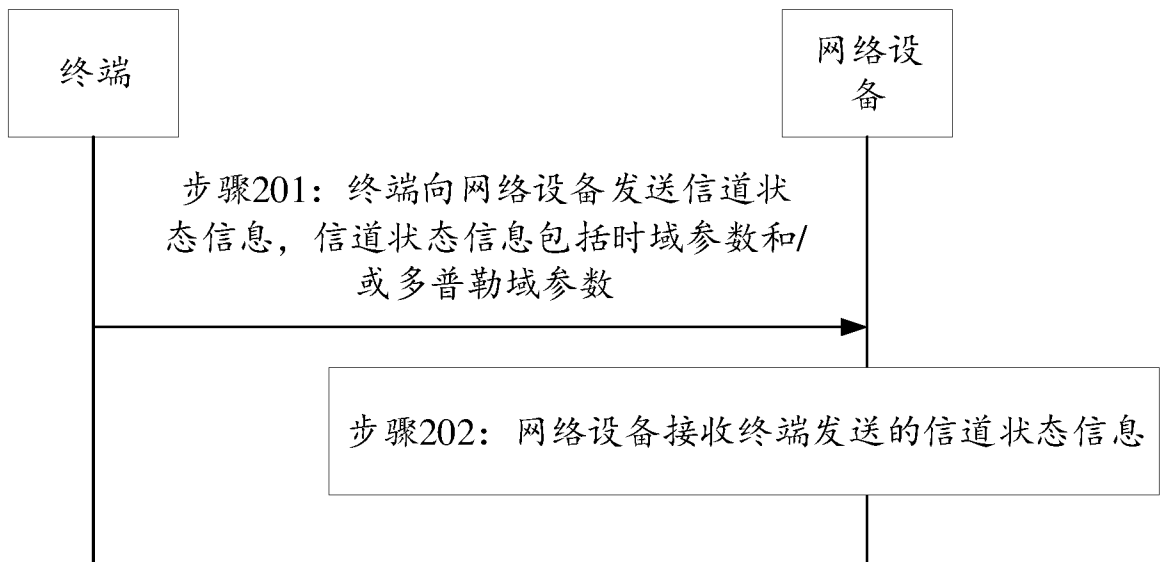 终端
网络设
备
步骤201：终端向网络设备发送信道状
态信息，信道状态信息包括时域参数和/
或多普勒域参数
步骤202：网络设备接收终端发送的信道状态信息